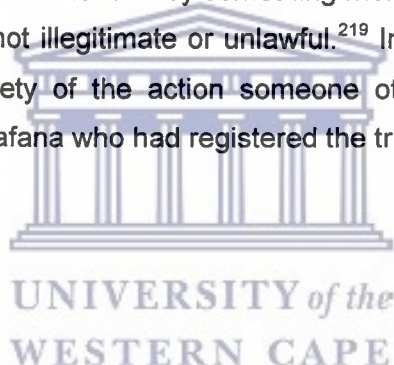 not illegitimate or unlawful.²¹⁹ I
ety of the action someone of
afana who had registered the tr
UNIVERSITY of the
WESTERN CAPE